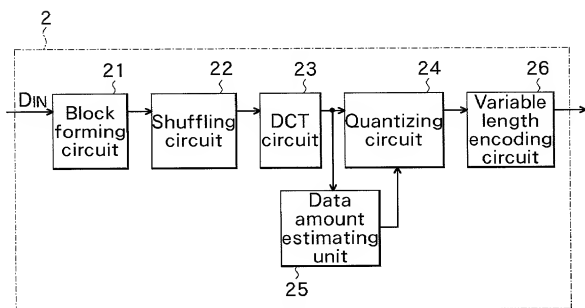 2
DIN
21
Block
forming
circuit
22
Shuffling
circuit
23
DCT
circuit
24
Quantizing
circuit
26
Variable
length
encoding
circuit
Data
amount
estimating
unit
25